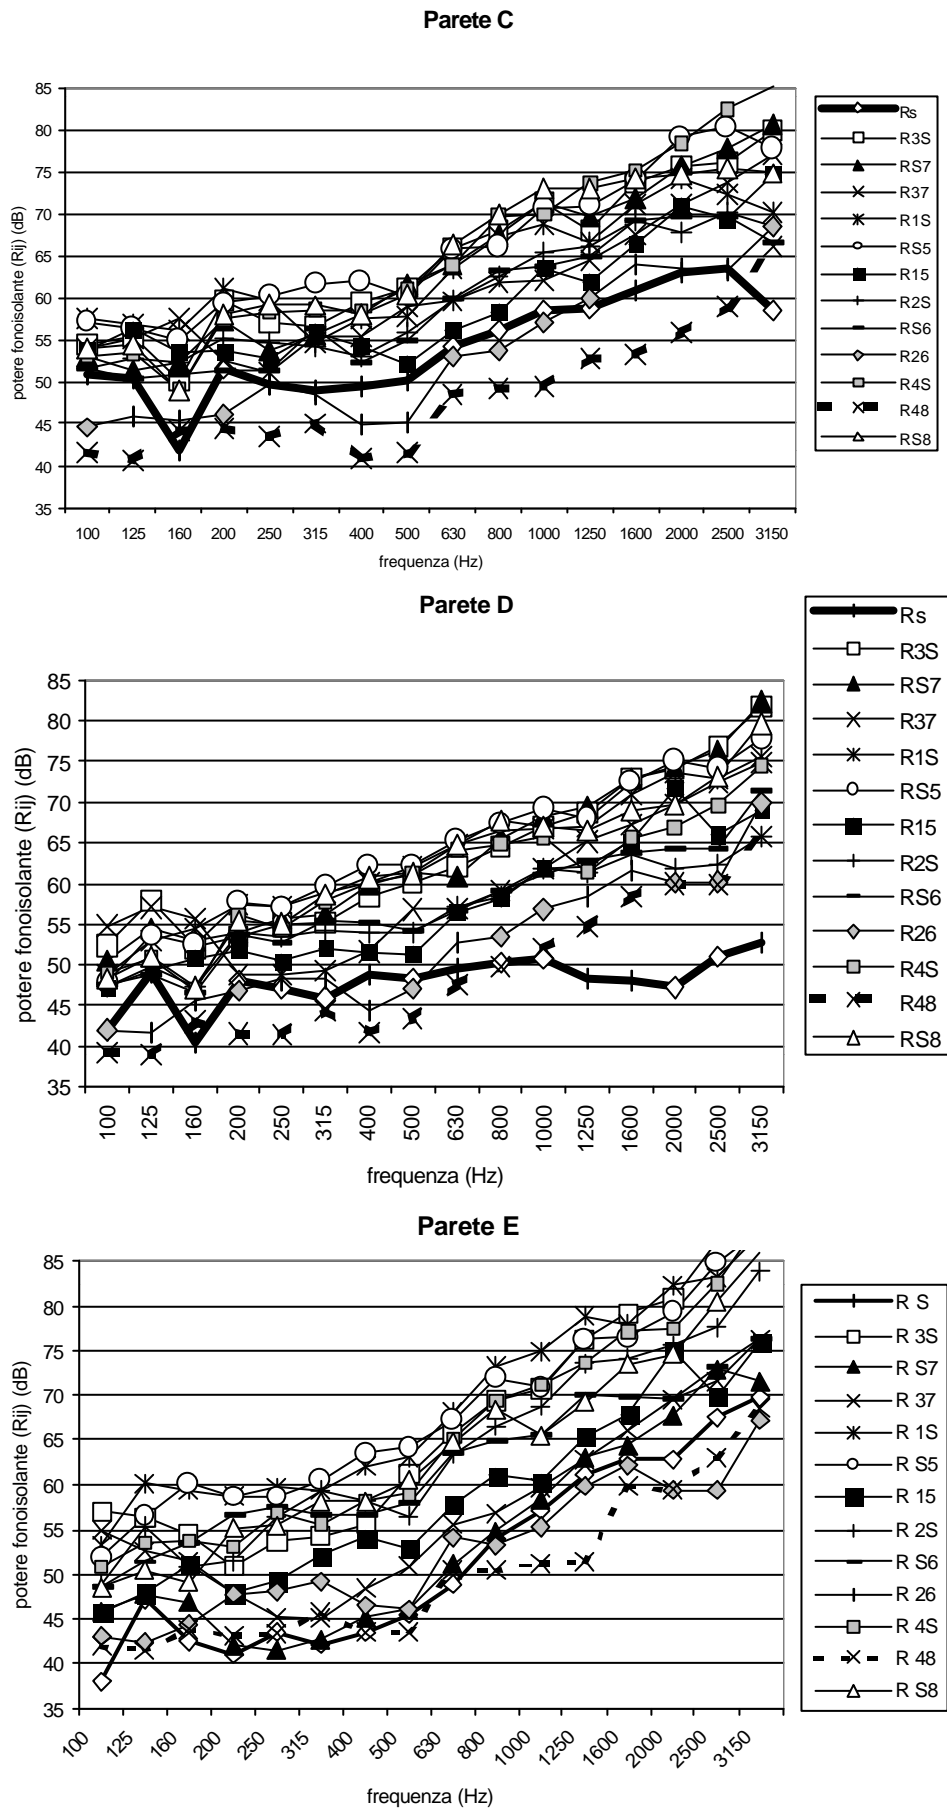 Parete C
potere fonoisolante (Rij) (dB)
85
80
75
70
65
60
55
50
45
40
35
100 125 160 200 250 315 400 500 630 800 1000 1250 1600 2000 2500 3150
frequenza (Hz)
Rs
R3S
RS7
R37
R1S
RS5
R15
R2S
RS6
R26
R4S
R48
RS8
Parete D
potere fonoisolante (Rij) (dB)
85
80
75
70
65
60
55
50
45
40
35
100 125 160 200 250 315 400 500 630 800 1000 1250 1600 2000 2500 3150
frequenza (Hz)
Rs
R3S
RS7
R37
R1S
RS5
R15
R2S
RS6
R26
R4S
R48
RS8
Parete E
potere fonoisolante (Rij) (dB)
85
80
75
70
65
60
55
50
45
40
35
100 125 160 200 250 315 400 500 630 800 1000 1250 1600 2000 2500 3150
frequenza (Hz)
R S
R 3S
R S7
R 37
R 1S
R S5
R 15
R 2S
R S6
R 26
R 4S
R 48
R S8